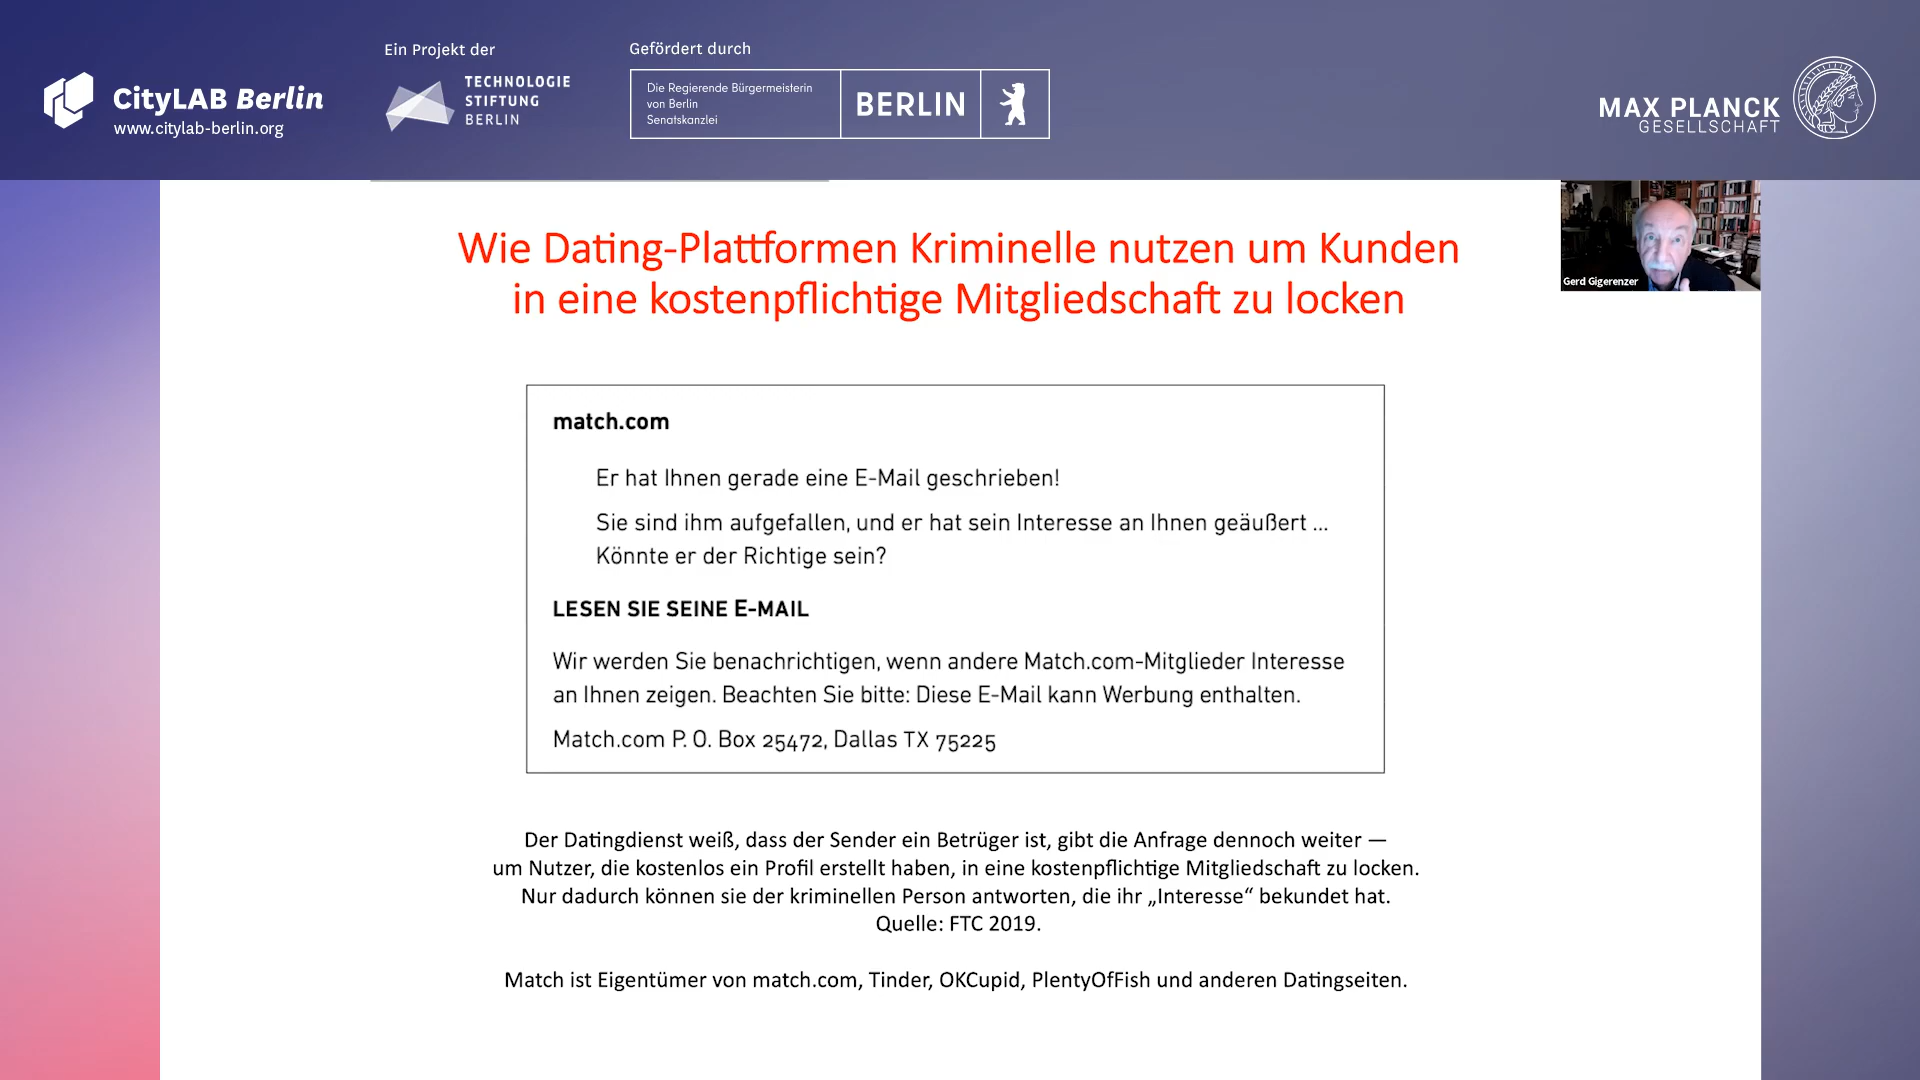 CityLAB Berlin
www.citylab-berlin.org
Ein Projekt der
TECHNOLOGIE
STIFTUNG
BERLIN
Gefördert durch
Die Regierende Bürgermeisterin
von Berlin
Senatskanzlei
BERLIN
MAX PLANCK
GESELLSCHAFT
Gerd Gigerenzer
Wie Dating-Plattformen Kriminelle nutzen um Kunden
in eine kostenpflichtige Mitgliedschaft zu locken
match.com
Er hat Ihnen gerade eine E-Mail geschrieben!
Sie sind ihm aufgefallen, und er hat sein Interesse an Ihnen geäußert ...
Könnte er der Richtige sein?
LESEN SIE SEINE E-MAIL
Wir werden Sie benachrichtigen, wenn andere Match.com-Mitglieder Interesse
an Ihnen zeigen. Beachten Sie bitte: Diese E-Mail kann Werbung enthalten.
Match.com P. O. Box 25472, Dallas TX 75225
Der Datingdienst weiß, dass der Sender ein Betrüger ist, gibt die Anfrage dennoch weiter —
um Nutzer, die kostenlos ein Profil erstellt haben, in eine kostenpflichtige Mitgliedschaft zu locken.
Nur dadurch können sie der kriminellen Person antworten, die ihr „Interesse“ bekundet hat.
Quelle: FTC 2019.
Match ist Eigentümer von match.com, Tinder, OKCupid, PlentyOfFish und anderen Datingseiten.